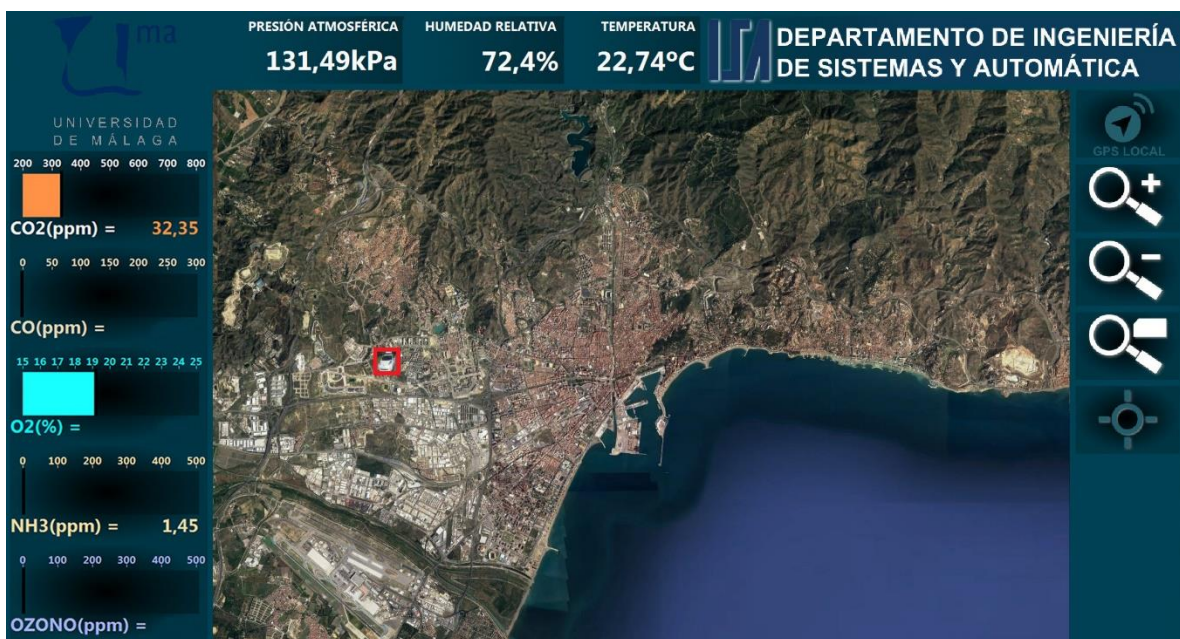 uma
UNIVERSIDAD
DE MÁLAGA
PRESIÓN ATMOSFÉRICA
131,49kPa
HUMEDAD RELATIVA
72,4%
TEMPERATURA
22,74ºC
ISA
DEPARTAMENTO DE INGENIERÍA
DE SISTEMAS Y AUTOMÁTICA
200 300 400 500 600 700 800
CO2(ppm) = 32,35
0 50 100 150 200 250 300
CO(ppm) =
15 16 17 18 19 20 21 22 23 24 25
O2(%) =
0 100 200 300 400 500
NH3(ppm) = 1,45
0 100 200 300 400 500
OZONO(ppm) =
GPS LOCAL